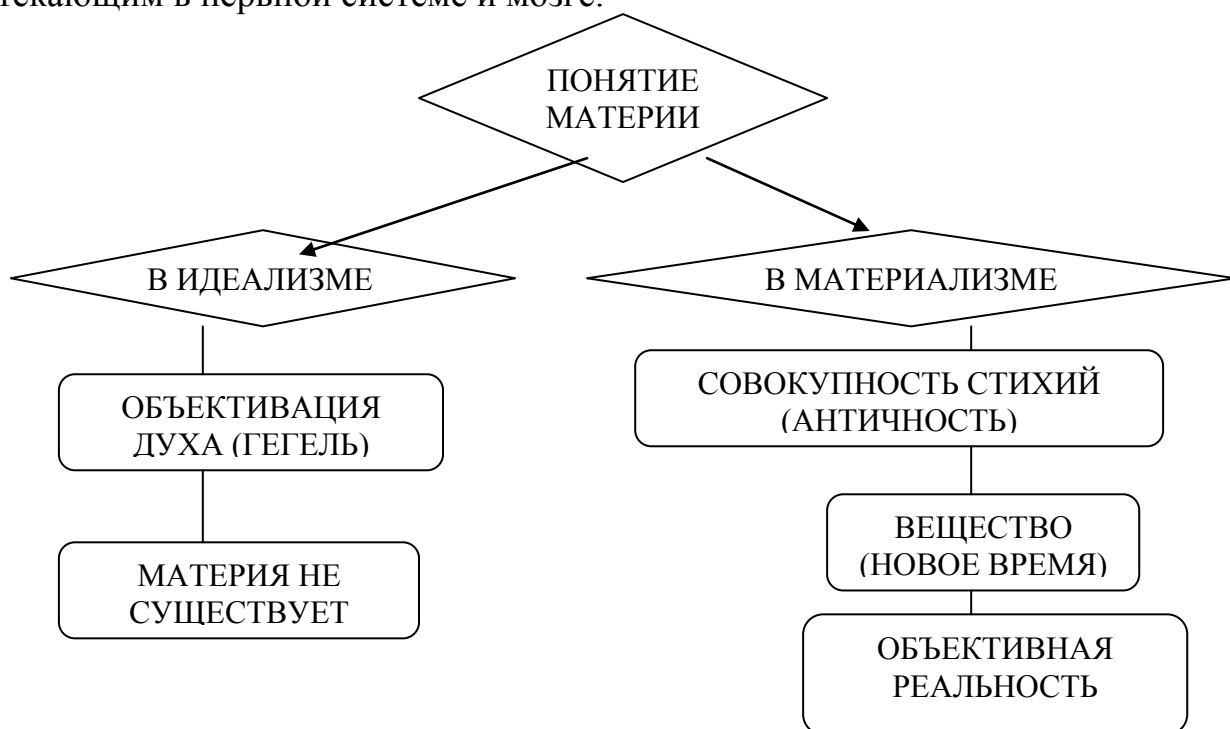 текающим в нервной системе и мозге.
ПОНЯТИЕ
МАТЕРИИ
В ИДЕАЛИЗМЕ
В МАТЕРИАЛИЗМЕ
ОБЪЕКТИВАЦИЯ
ДУХА (ГЕГЕЛЬ)
МАТЕРИЯ НЕ
СУЩЕСТВУЕТ
СОВОКУПНОСТЬ СТИХИЙ
(АНТИЧНОСТЬ)
ВЕЩЕСТВО
(НОВОЕ ВРЕМЯ)
ОБЪЕКТИВНАЯ
РЕАЛЬНОСТЬ